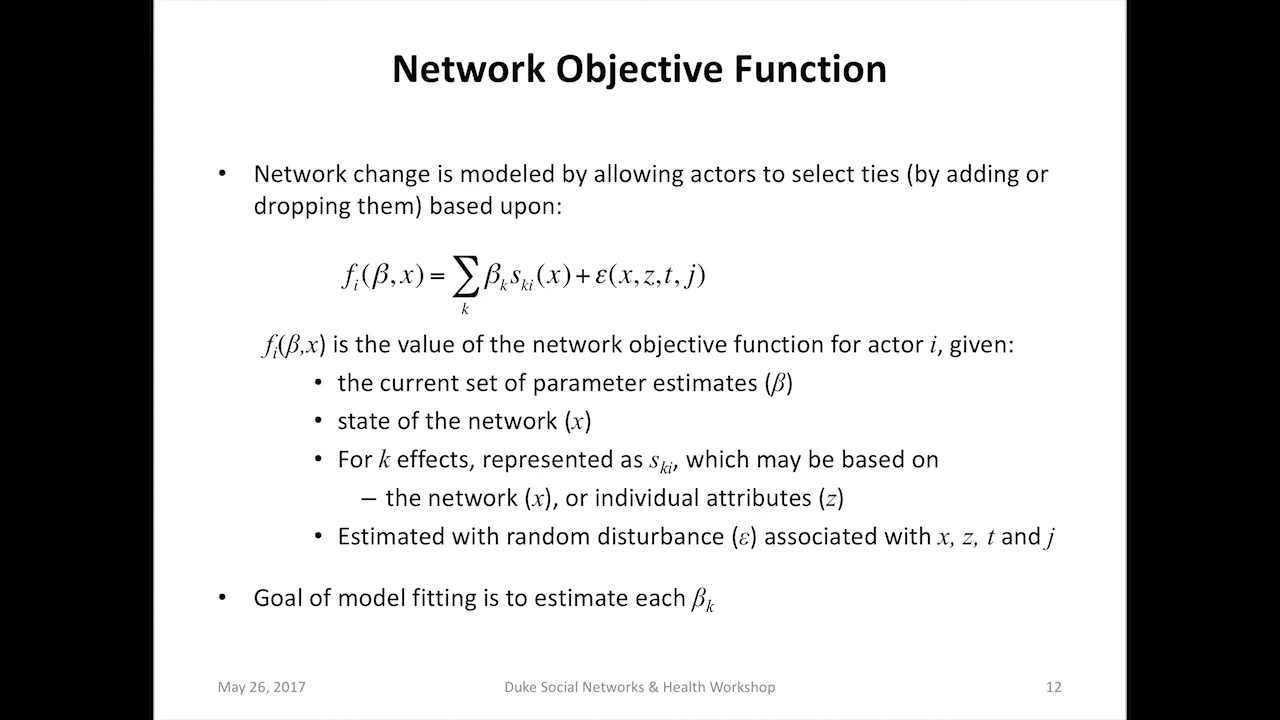 Network Objective Function
• Network change is modeled by allowing actors to select ties (by adding or
dropping them) based upon:
fᵢ(β, x) = ∑ₖ βₖsₖᵢ(x) + ε(x, z, t, j)
fᵢ(β,x) is the value of the network objective function for actor i, given:
• the current set of parameter estimates (β)
• state of the network (x)
• For k effects, represented as sₖᵢ, which may be based on
– the network (x), or individual attributes (z)
• Estimated with random disturbance (ε) associated with x, z, t and j
• Goal of model fitting is to estimate each βₖ
May 26, 2017 Duke Social Networks & Health Workshop 12